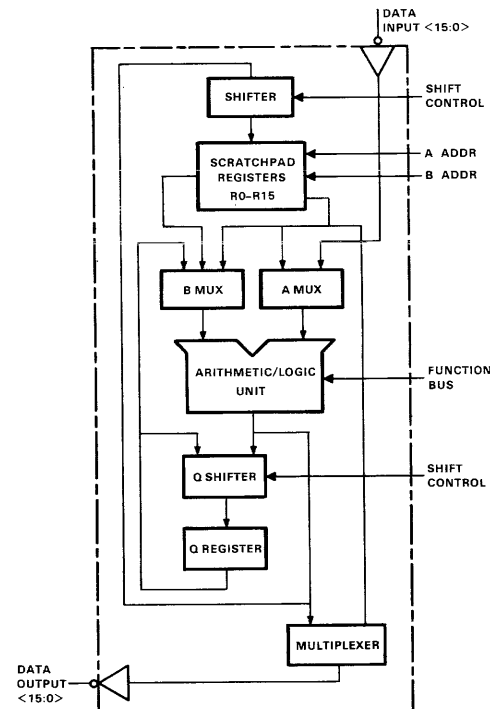 DATA
INPUT <15:0>
SHIFTER
SHIFT
CONTROL
SCRATCHPAD
REGISTERS
R0–R15
A ADDR
B ADDR
B MUX
A MUX
ARITHMETIC/LOGIC
UNIT
FUNCTION
BUS
Q SHIFTER
SHIFT
CONTROL
Q REGISTER
MULTIPLEXER
DATA
OUTPUT
<15:0>